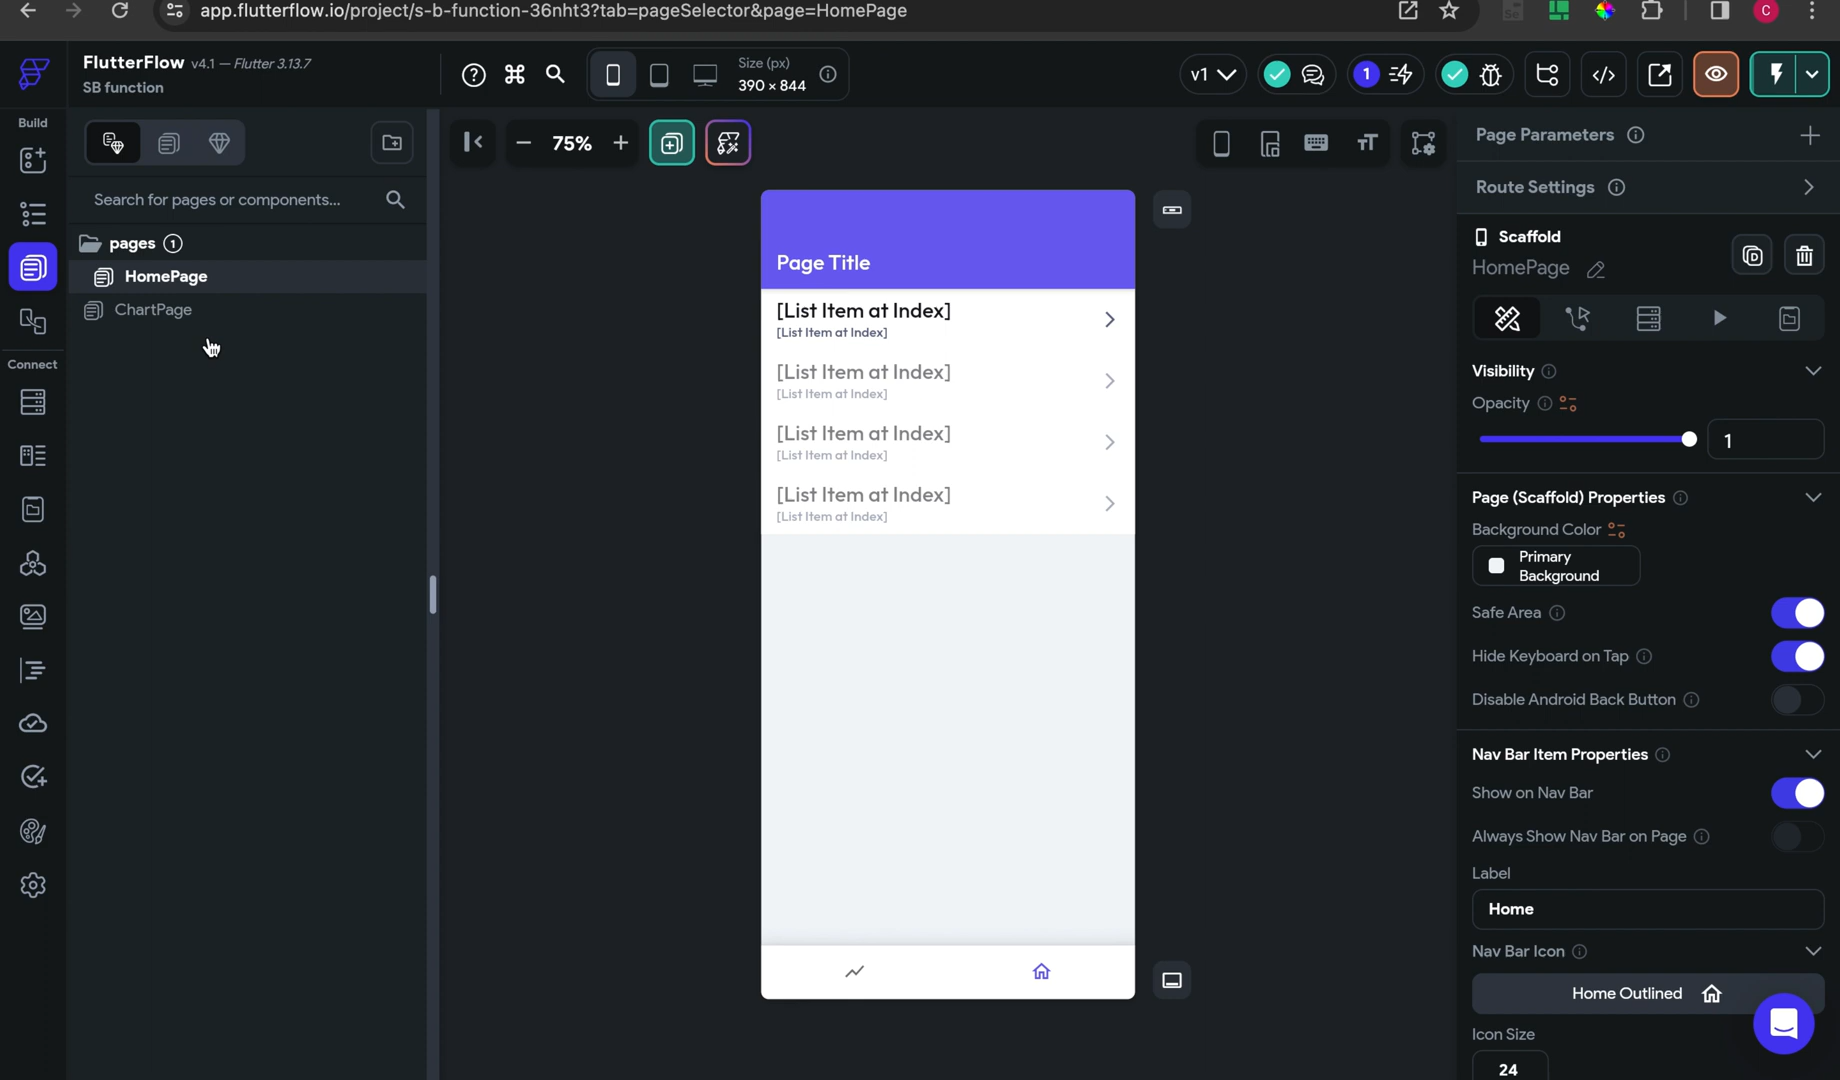 app.flutterflow.io/project/s-b-function-36nht3?tab=pageSelector&page=HomePage
C
FlutterFlow v4.1 — Flutter 3.13.7
SB function
Size (px)
390 × 844
v1
1
Build
Connect
Search for pages or components...
pages 1
HomePage
ChartPage
75%
Page Title
[List Item at Index]
[List Item at Index]
[List Item at Index]
[List Item at Index]
[List Item at Index]
[List Item at Index]
[List Item at Index]
[List Item at Index]
Page Parameters
Route Settings
Scaffold
HomePage
Visibility
Opacity
1
Page (Scaffold) Properties
Background Color
Primary
Background
Safe Area
Hide Keyboard on Tap
Disable Android Back Button
Nav Bar Item Properties
Show on Nav Bar
Always Show Nav Bar on Page
Label
Home
Nav Bar Icon
Home Outlined
Icon Size
24